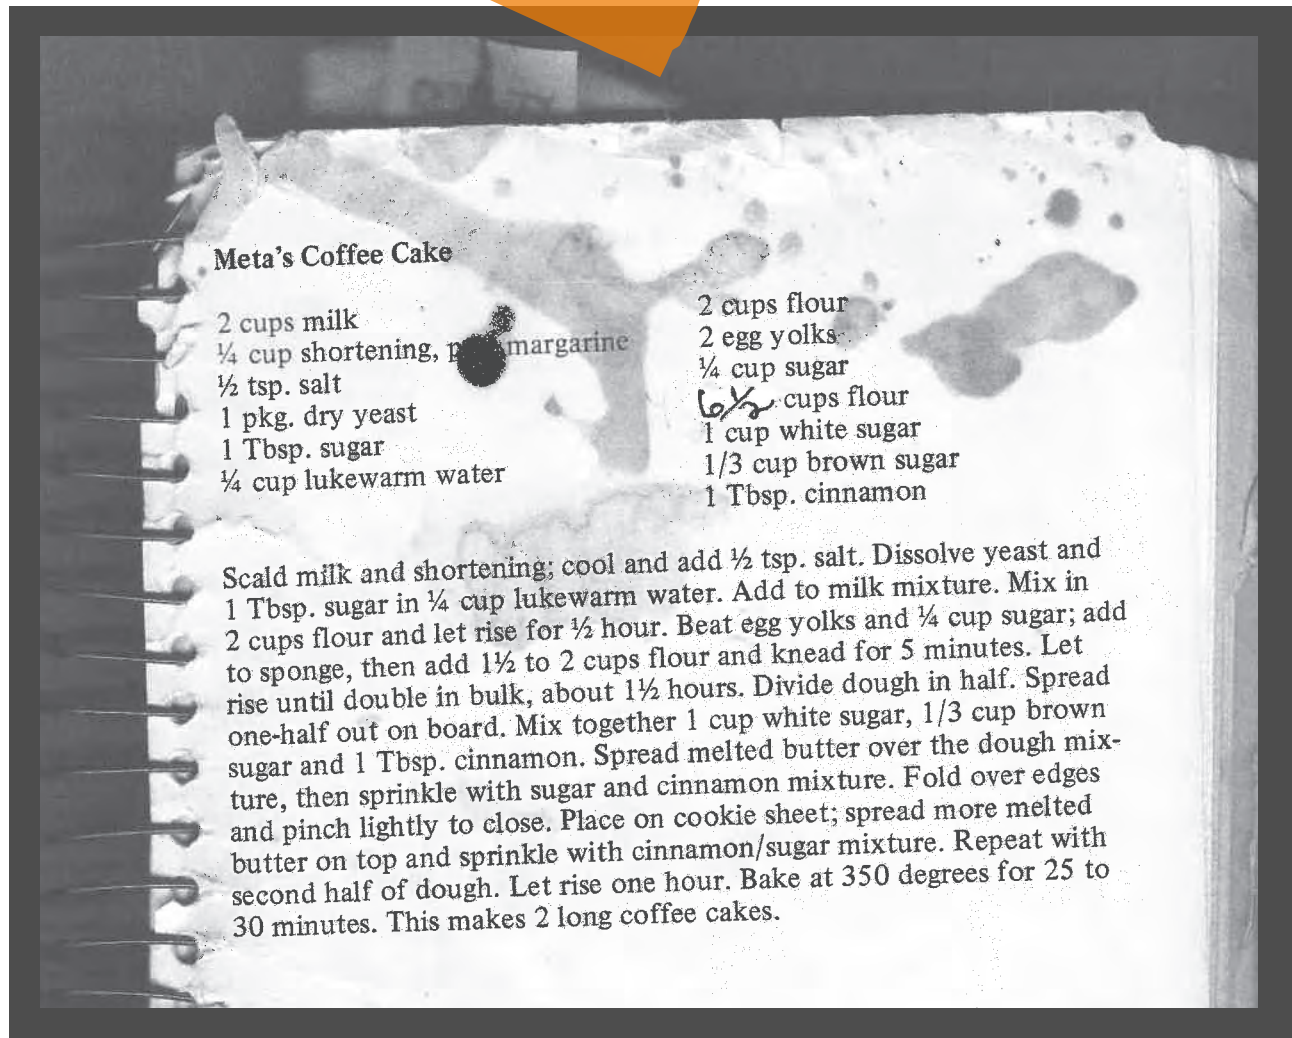 Meta's Coffee Cake
2 cups milk
¼ cup shortening, margarine
½ tsp. salt
1 pkg. dry yeast
1 Tbsp. sugar
¼ cup lukewarm water
2 cups flour
2 egg yolks
¼ cup sugar
6½ cups flour
1 cup white sugar
1/3 cup brown sugar
1 Tbsp. cinnamon
Scald milk and shortening; cool and add ½ tsp. salt. Dissolve yeast and
1 Tbsp. sugar in ¼ cup lukewarm water. Add to milk mixture. Mix in
2 cups flour and let rise for ½ hour. Beat egg yolks and ¼ cup sugar; add
to sponge, then add 1½ to 2 cups flour and knead for 5 minutes. Let
rise until double in bulk, about 1½ hours. Divide dough in half. Spread
one-half out on board. Mix together 1 cup white sugar, 1/3 cup brown
sugar and 1 Tbsp. cinnamon. Spread melted butter over the dough mix-
ture, then sprinkle with sugar and cinnamon mixture. Fold over edges
and pinch lightly to close. Place on cookie sheet; spread more melted
butter on top and sprinkle with cinnamon/sugar mixture. Repeat with
second half of dough. Let rise one hour. Bake at 350 degrees for 25 to
30 minutes. This makes 2 long coffee cakes.